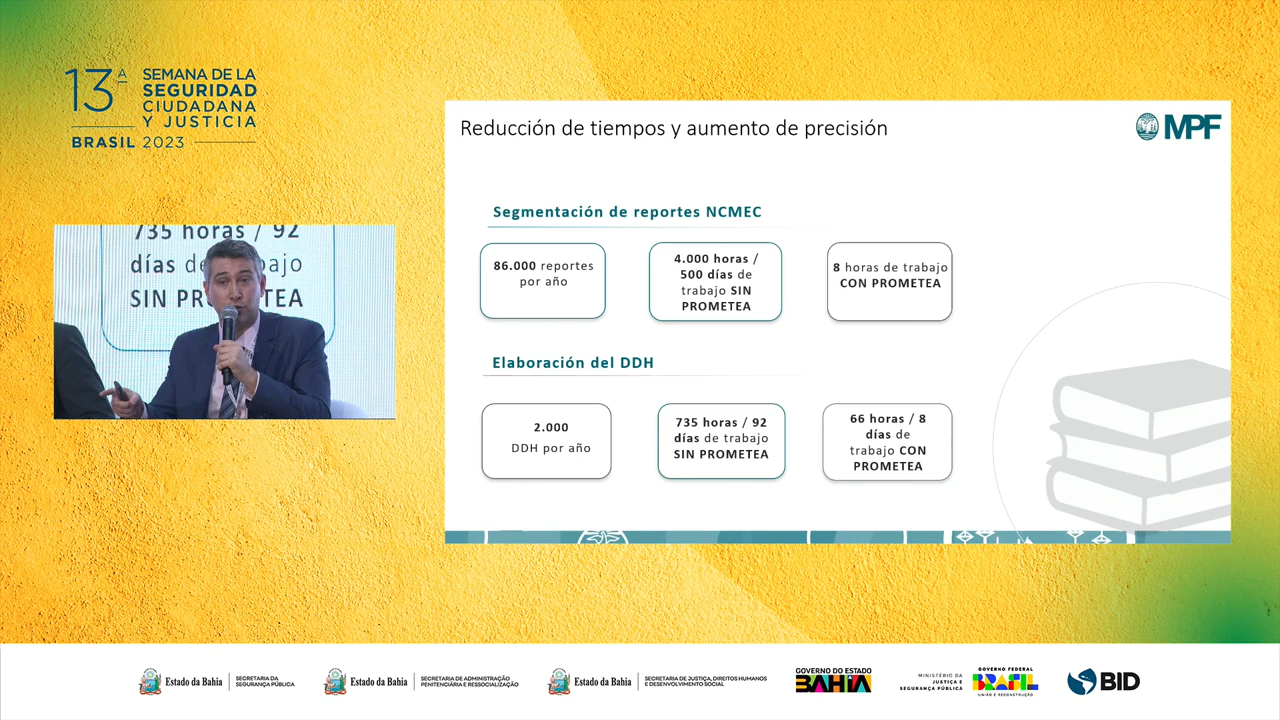 13ª
SEMANA DE LA
SEGURIDAD
CIUDADANA
Y JUSTICIA
BRASIL 2023
Reducción de tiempos y aumento de precisión
MPF
Segmentación de reportes NCMEC
86.000 reportes
por año
4.000 horas /
500 días de
trabajo SIN
PROMETEA
8 horas de trabajo
CON PROMETEA
Elaboración del DDH
2.000
DDH por año
735 horas / 92
días de trabajo
SIN PROMETEA
66 horas / 8
días de
trabajo CON
PROMETEA
735 horas / 92
días de
ajo
SIN PR
TEA
Estado da Bahia
SECRETARIA DA
SEGURANÇA PÚBLICA
Estado da Bahia
SECRETARIA DE ADMINISTRAÇÃO
PENITENCIÁRIA E RESSOCIALIZAÇÃO
Estado da Bahia
SECRETARIA DE JUSTIÇA, DIREITOS HUMANOS
E DESENVOLVIMENTO SOCIAL
GOVERNO DO ESTADO
BAHIA
MINISTÉRIO DA
JUSTIÇA E
SEGURANÇA PÚBLICA
GOVERNO FEDERAL
BRASIL
UNIÃO E RECONSTRUÇÃO
BID